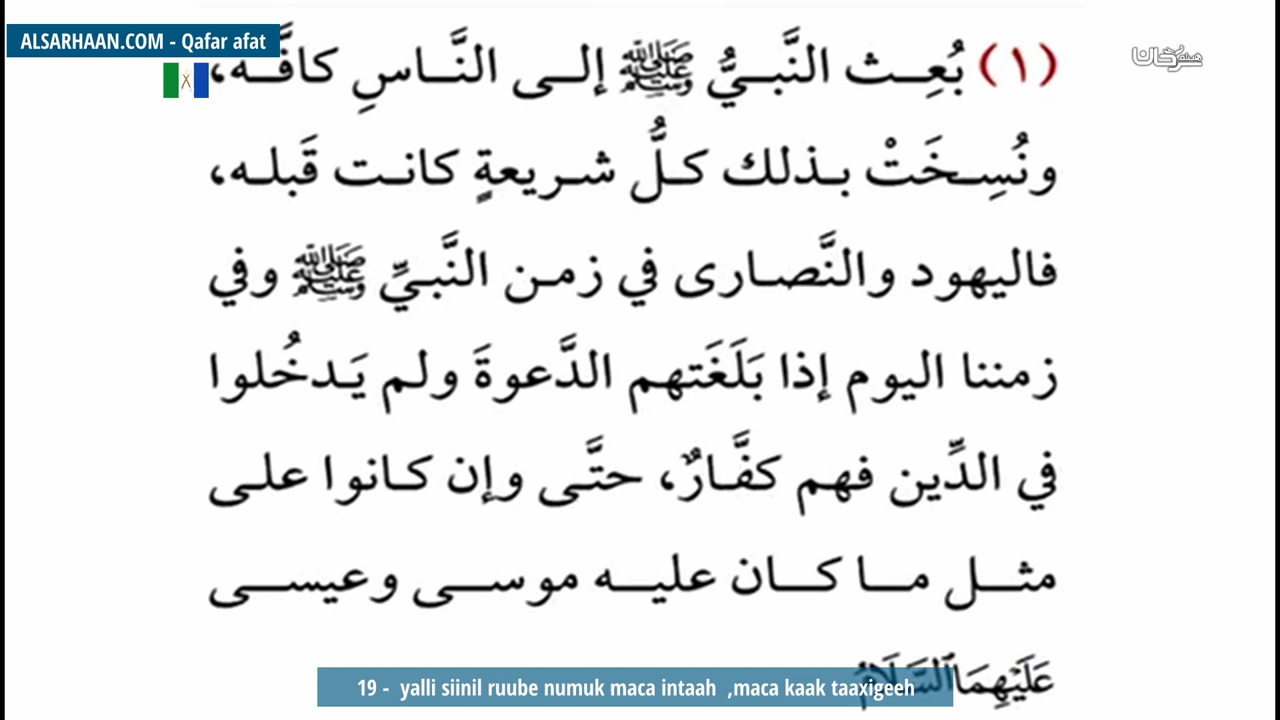 ALSARHAAN.COM - Qafar afat
(١) بُعِث النَّبيُّ ﷺ إلى النَّاسِ كافَّه،
ونُسِخَتْ بذلك كلُّ شريعةٍ كانت قَبله،
فاليهود والنَّصارى في زمن النَّبيِّ ﷺ وفي
زمننا اليوم إذا بَلَغَتهم الدَّعوةَ ولم يَدخُلوا
في الدِّين فهم كفَّارٌ، حتَّى وإن كانوا على
مثل ما كان عليه موسى وعيسى
عَلَيْهِمَا السَّلَامُ
19 - yalli siinil ruube numuk maca intaah ,maca kaak taaxigeeh